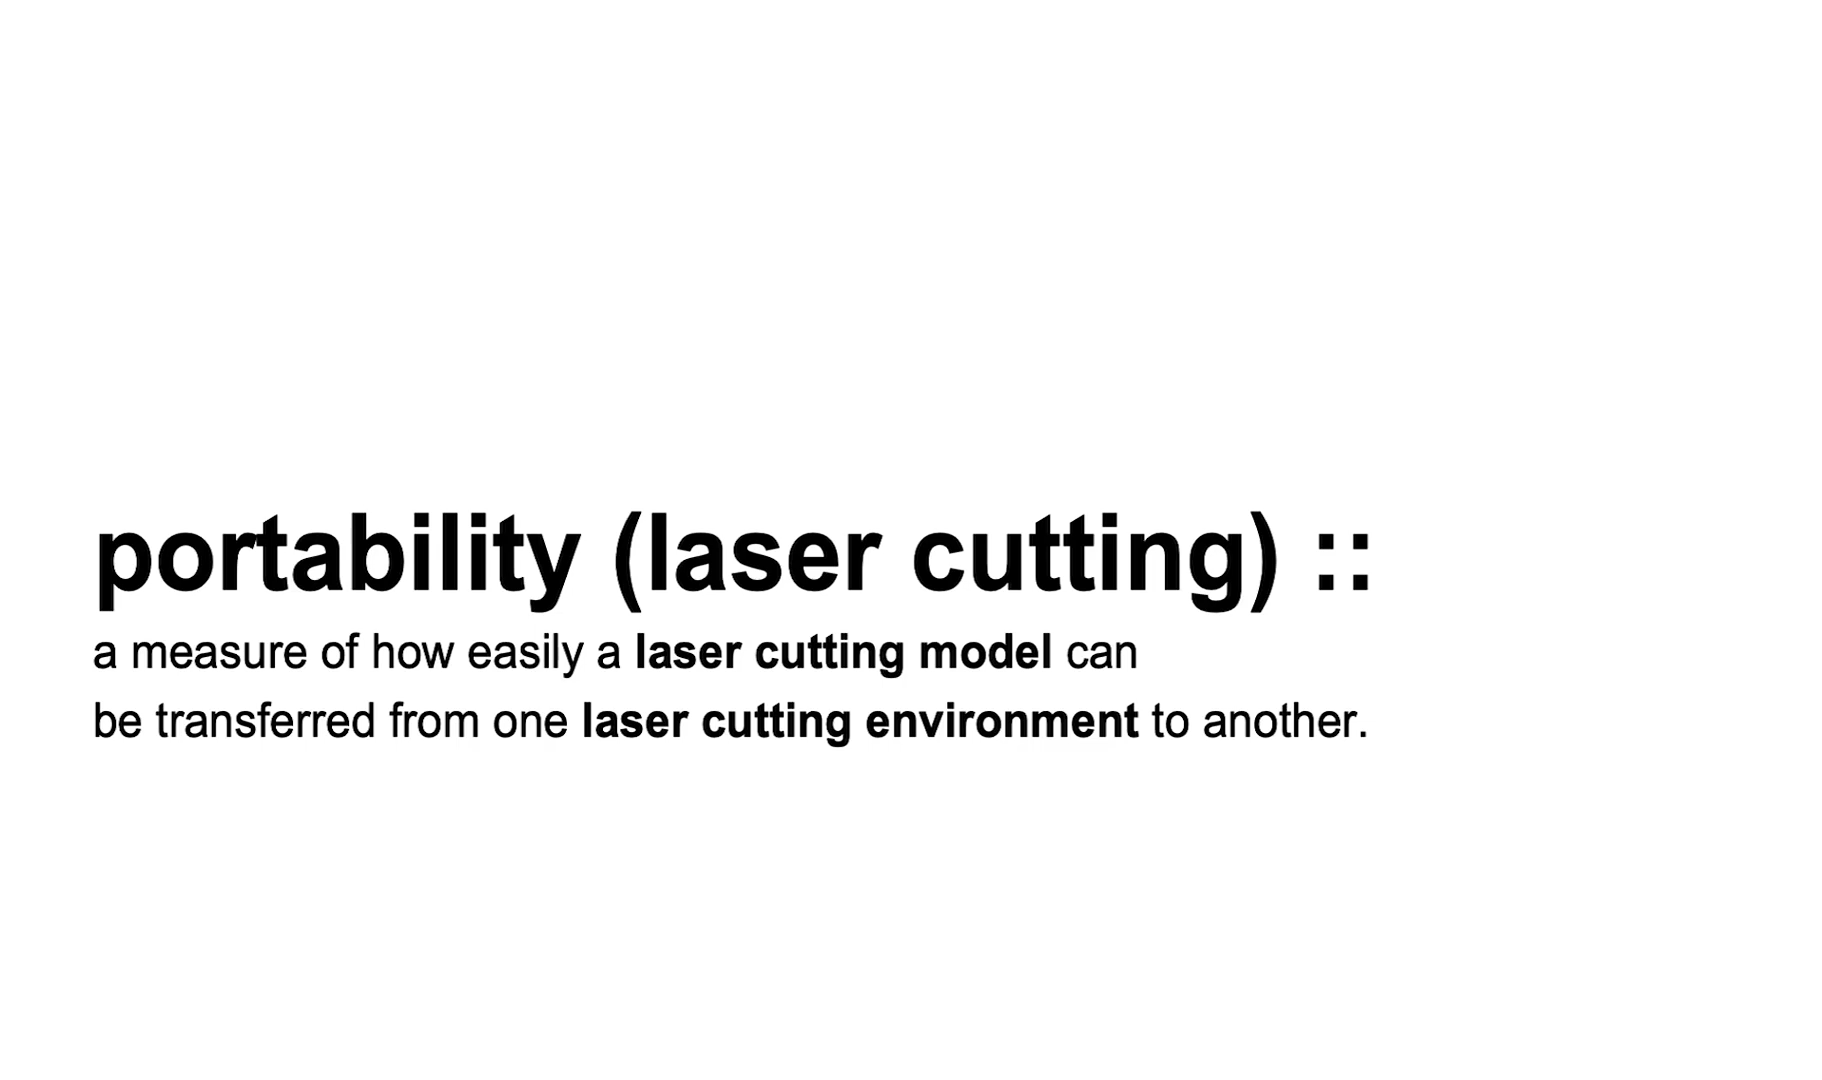 portability (laser cutting) ::
a measure of how easily a laser cutting model can
be transferred from one laser cutting environment to another.